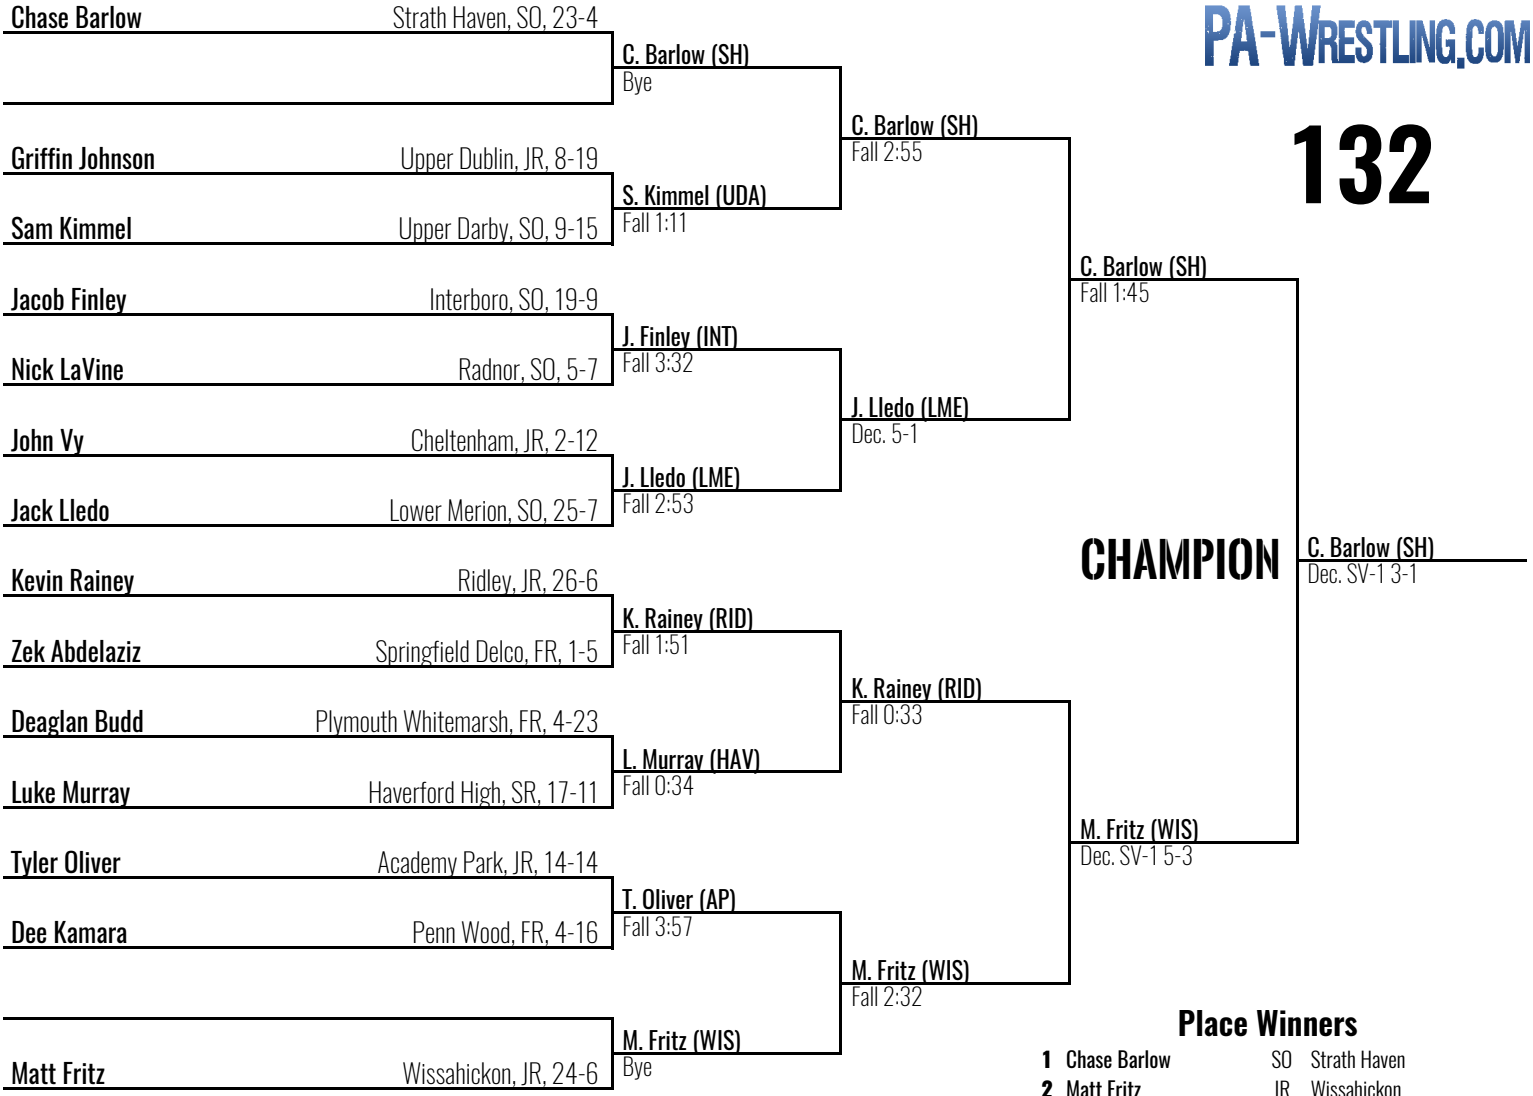 PA-WRESTLING.COM
132
Chase Barlow Strath Haven, SO, 23-4
C. Barlow (SH)
Bye
Griffin Johnson Upper Dublin, JR, 8-19
Sam Kimmel Upper Darby, SO, 9-15
S. Kimmel (UDA)
Fall 1:11
C. Barlow (SH)
Fall 2:55
Jacob Finley Interboro, SO, 19-9
Nick LaVine Radnor, SO, 5-7
J. Finley (INT)
Fall 3:32
John Vy Cheltenham, JR, 2-12
Jack Lledo Lower Merion, SO, 25-7
J. Lledo (LME)
Fall 2:53
J. Lledo (LME)
Dec. 5-1
C. Barlow (SH)
Fall 1:45
Kevin Rainey Ridley, JR, 26-6
Zek Abdelaziz Springfield Delco, FR, 1-5
K. Rainey (RID)
Fall 1:51
Deaglan Budd Plymouth Whitemarsh, FR, 4-23
Luke Murray Haverford High, SR, 17-11
L. Murray (HAV)
Fall 0:34
K. Rainey (RID)
Fall 0:33
Tyler Oliver Academy Park, JR, 14-14
Dee Kamara Penn Wood, FR, 4-16
T. Oliver (AP)
Fall 3:57
Matt Fritz Wissahickon, JR, 24-6
M. Fritz (WIS)
Bye
M. Fritz (WIS)
Fall 2:32
M. Fritz (WIS)
Dec. SV-1 5-3
CHAMPION
C. Barlow (SH)
Dec. SV-1 3-1
Place Winners
1 Chase Barlow SO Strath Haven
2 Matt Fritz JR Wissahickon